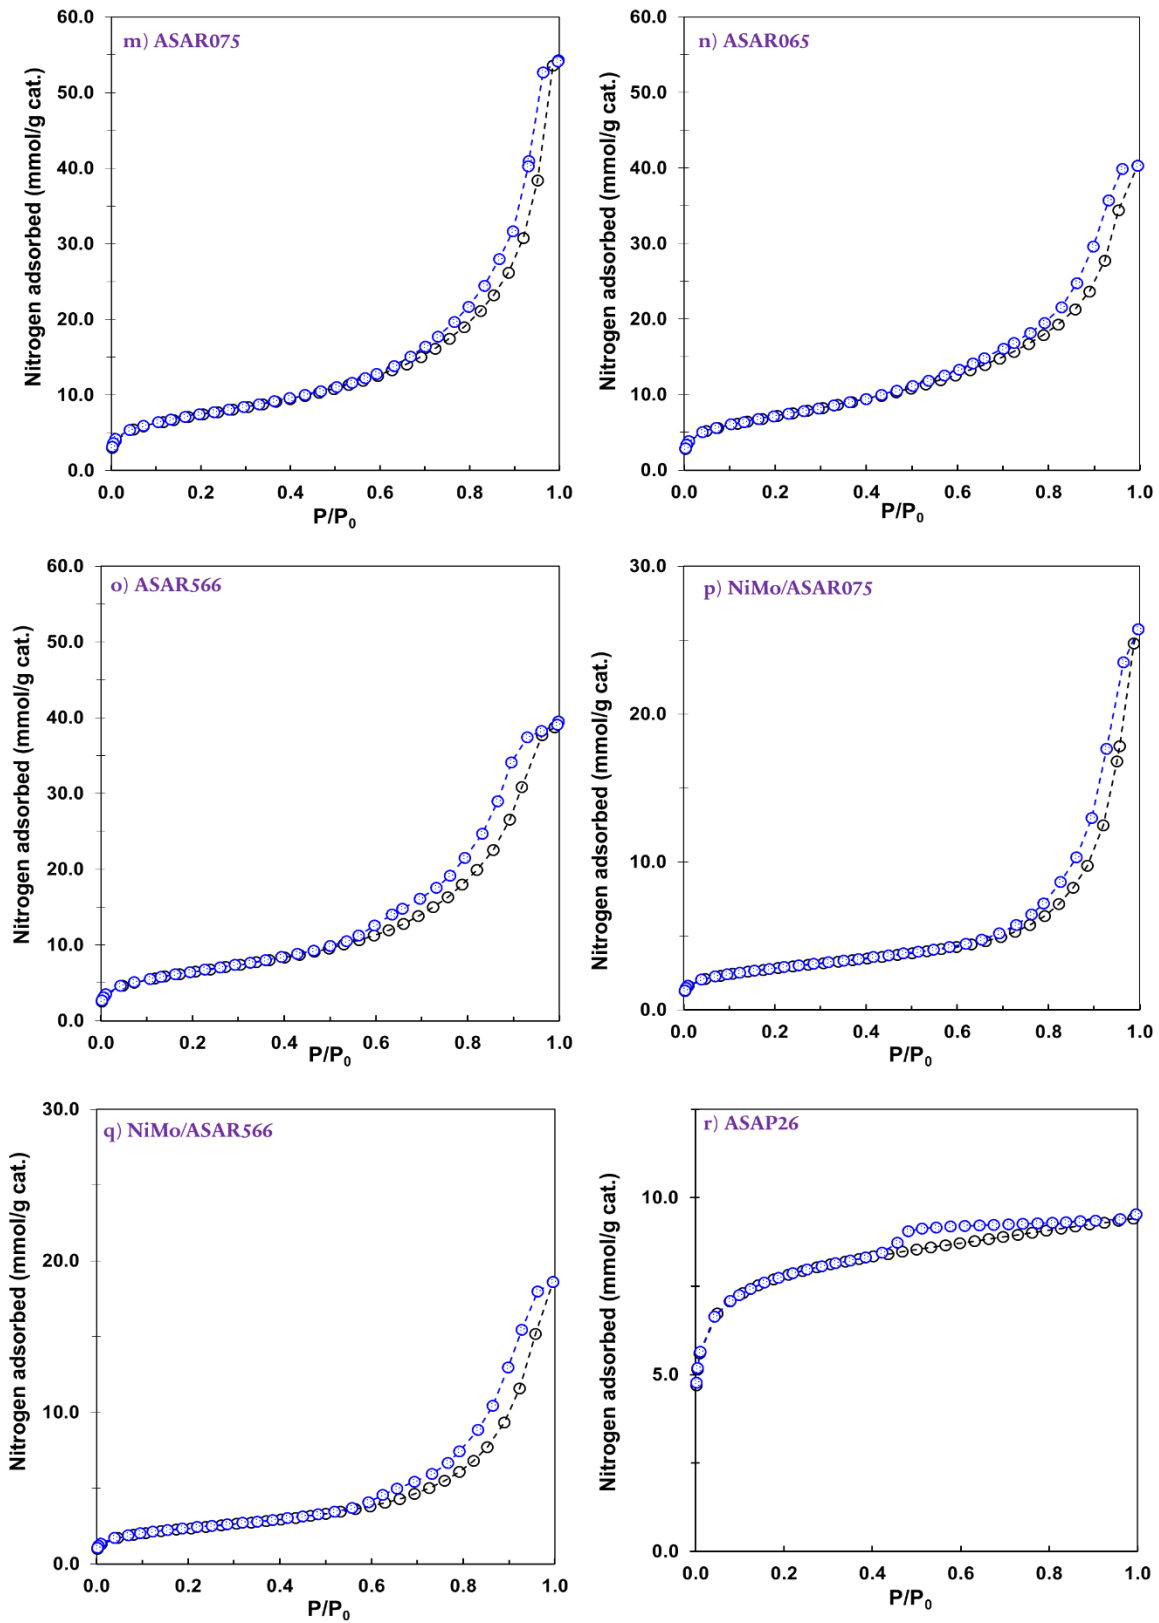 m) ASAR075
Nitrogen adsorbed (mmol/g cat.)
60.0
50.0
40.0
30.0
20.0
10.0
0.0
0.0 0.2 0.4 0.6 0.8 1.0
P/P0
n) ASAR065
Nitrogen adsorbed (mmol/g cat.)
60.0
50.0
40.0
30.0
20.0
10.0
0.0
0.0 0.2 0.4 0.6 0.8 1.0
P/P0
o) ASAR566
Nitrogen adsorbed (mmol/g cat.)
60.0
50.0
40.0
30.0
20.0
10.0
0.0
0.0 0.2 0.4 0.6 0.8 1.0
P/P0
p) NiMo/ASAR075
Nitrogen adsorbed (mmol/g cat.)
30.0
20.0
10.0
0.0
0.0 0.2 0.4 0.6 0.8 1.0
P/P0
q) NiMo/ASAR566
Nitrogen adsorbed (mmol/g cat.)
30.0
20.0
10.0
0.0
0.0 0.2 0.4 0.6 0.8 1.0
P/P0
r) ASAP26
Nitrogen adsorbed (mmol/g cat.)
10.0
5.0
0.0
0.0 0.2 0.4 0.6 0.8 1.0
P/P0